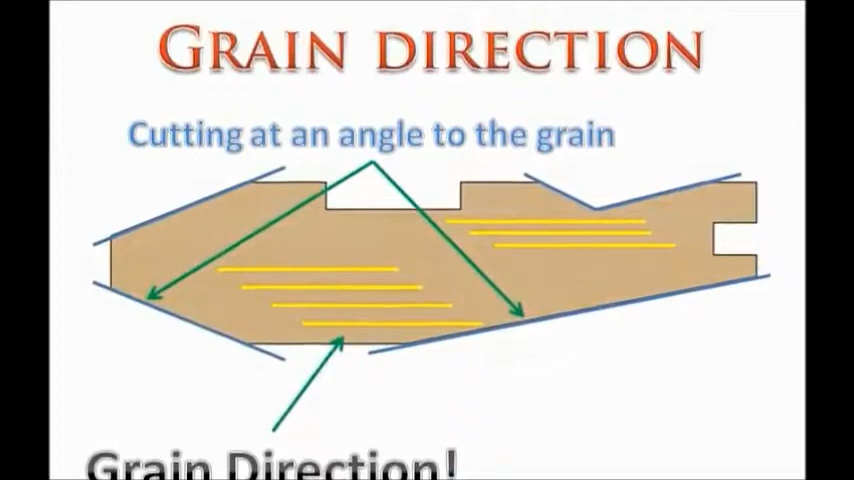 GRAIN DIRECTION
Cutting at an angle to the grain
Grain Direction!